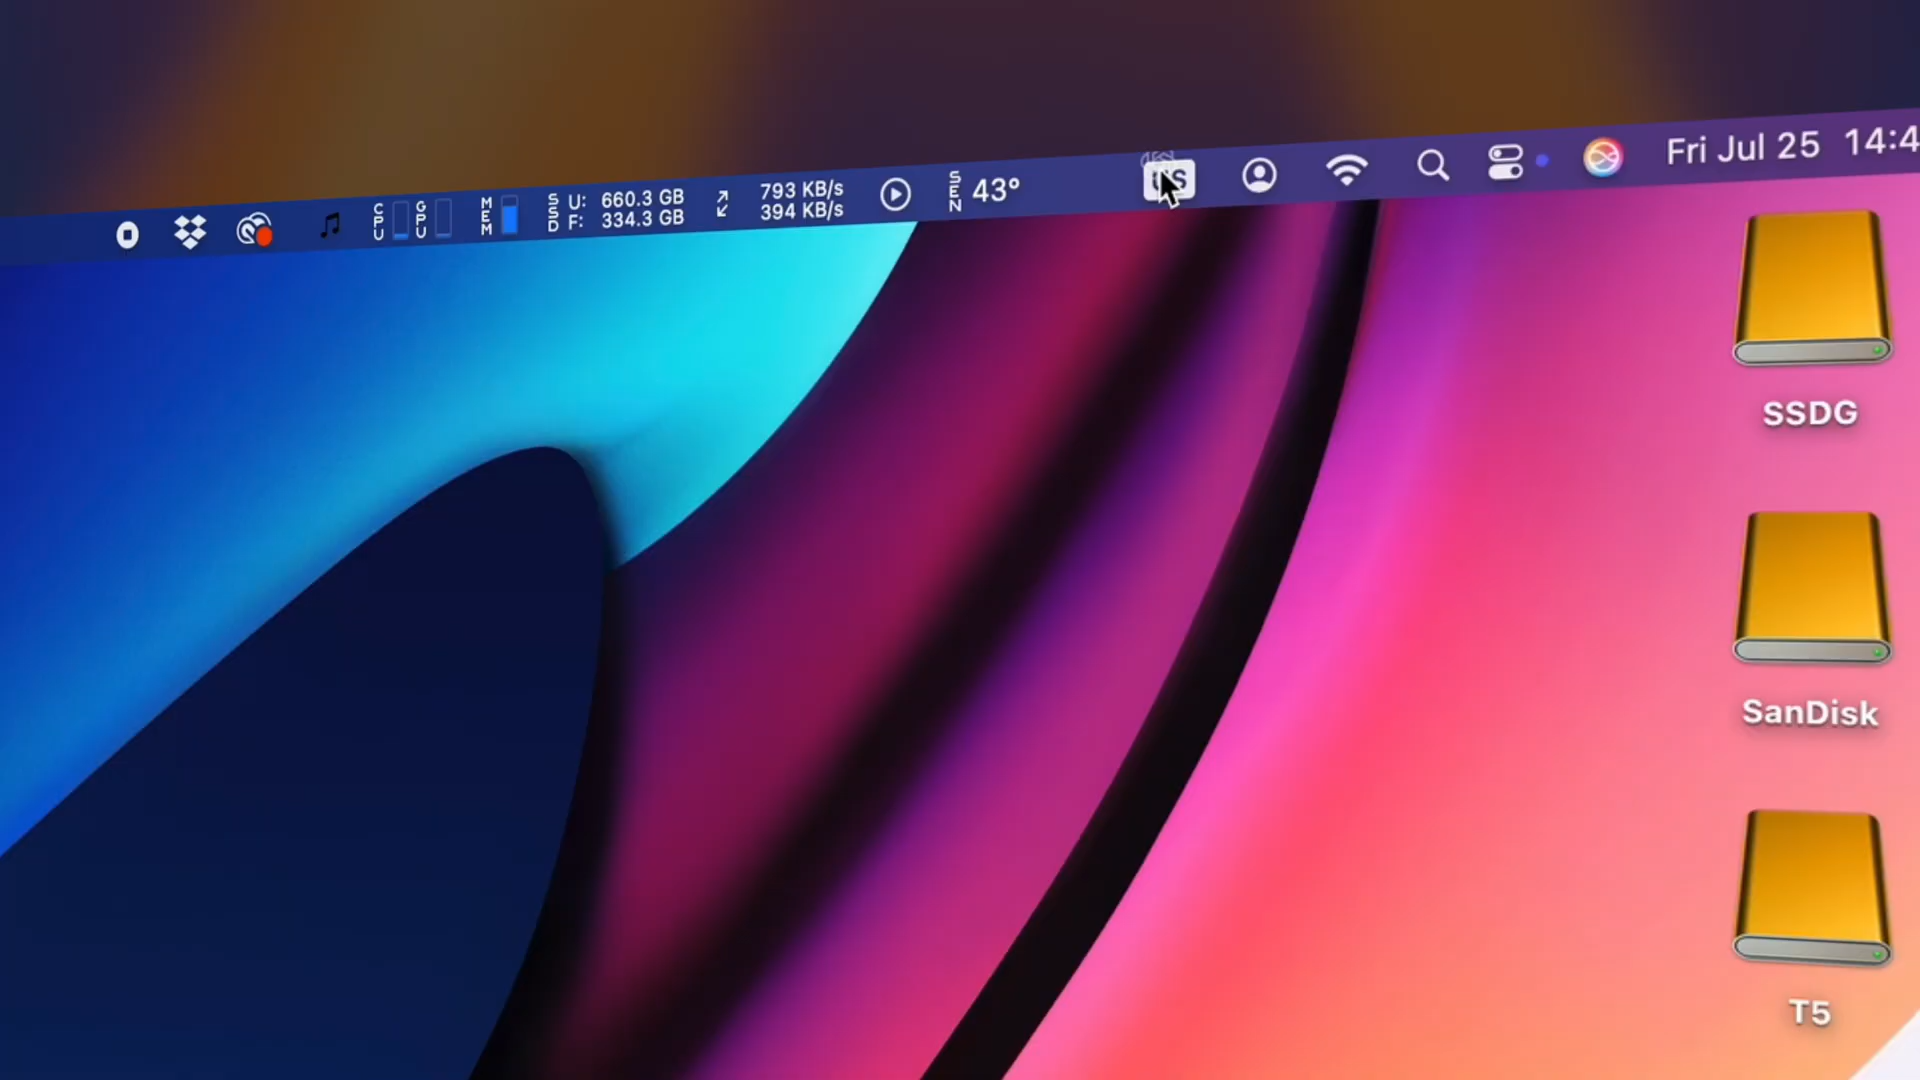 CPU GPU MEM SSD U: 660.3 GB 793 KB/s SEN 43° US Fri Jul 25 14:4
F: 334.3 GB 394 KB/s
SSDG
SanDisk
T5